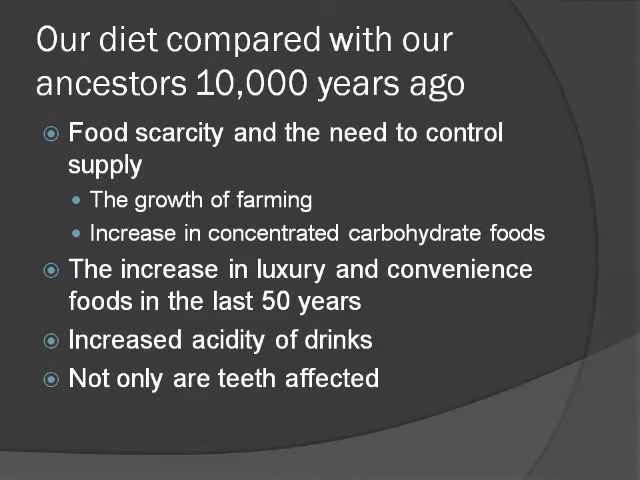 Our diet compared with our
ancestors 10,000 years ago
Food scarcity and the need to control
supply
The growth of farming
Increase in concentrated carbohydrate foods
The increase in luxury and convenience
foods in the last 50 years
Increased acidity of drinks
Not only are teeth affected